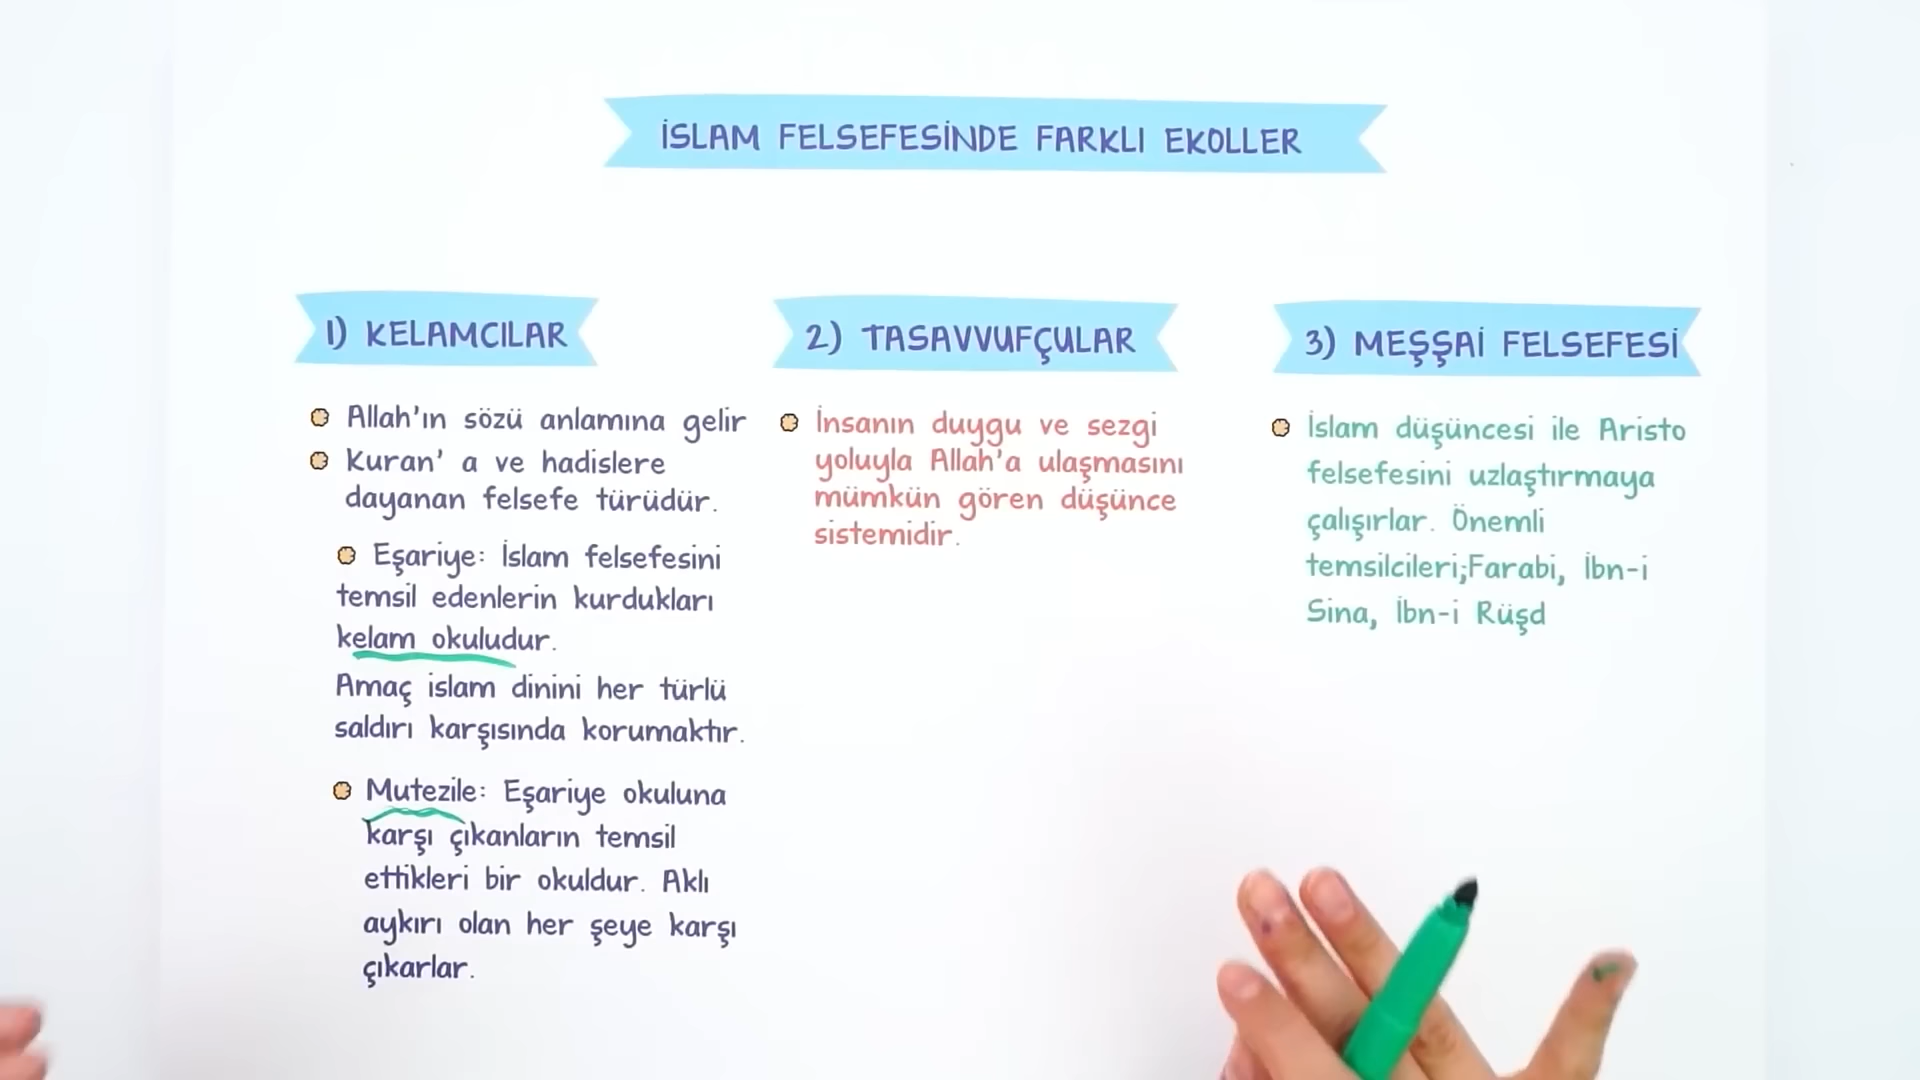 İSLAM FELSEFESİNDE FARKLI EKOLLER
1) KELAMCILAR
Allah'ın sözü anlamına gelir
Kuran' a ve hadislere
dayanan felsefe türüdür.
Eşariye: İslam felsefesini
temsil edenlerin kurdukları
kelam okuludur.
Amaç islam dinini her türlü
saldırı karşısında korumaktır.
Mutezile: Eşariye okuluna
karşı çıkanların temsil
ettikleri bir okuldur. Aklı
aykırı olan her şeye karşı
çıkarlar.
2) TASAVVUFÇULAR
İnsanın duygu ve sezgi
yoluyla Allah'a ulaşmasını
mümkün gören düşünce
sistemidir.
3) MEŞŞAİ FELSEFESİ
İslam düşüncesi ile Aristo
felsefesini uzlaştırmaya
çalışırlar. Önemli
temsilcileri;Farabi, İbn-i
Sina, İbn-i Rüşd